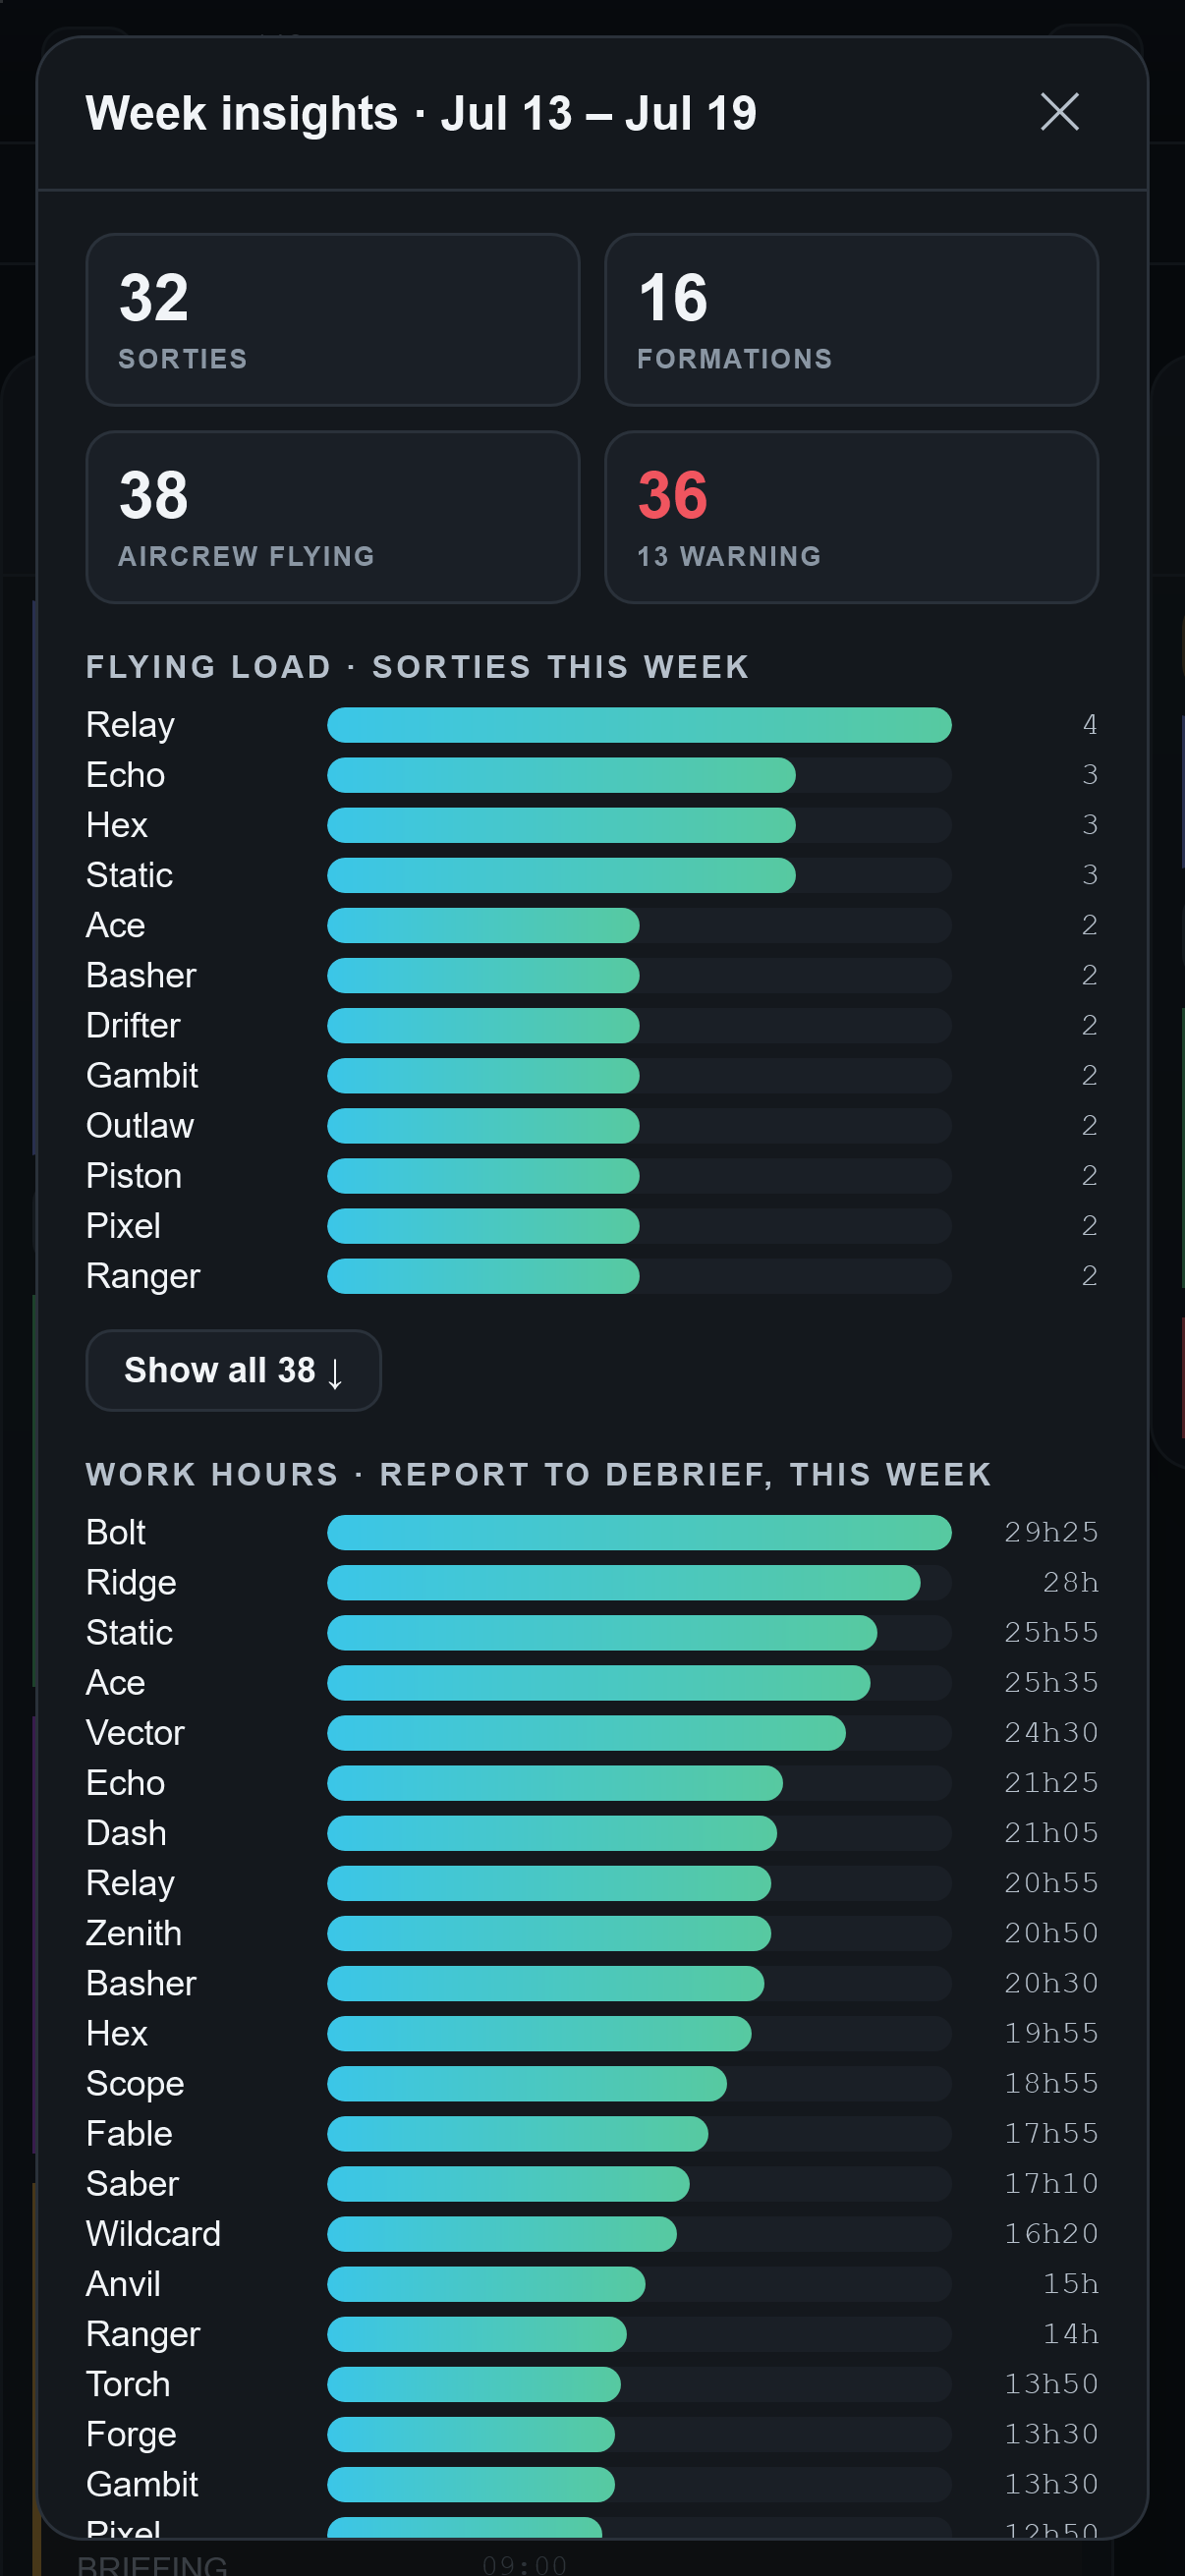 Week insights · Jul 13 – Jul 19
32
SORTIES
16
FORMATIONS
38
AIRCREW FLYING
36
13 WARNING
FLYING LOAD · SORTIES THIS WEEK
Relay 4
Echo 3
Hex 3
Static 3
Ace 2
Basher 2
Drifter 2
Gambit 2
Outlaw 2
Piston 2
Pixel 2
Ranger 2
Show all 38 ↓
WORK HOURS · REPORT TO DEBRIEF, THIS WEEK
Bolt 29h25
Ridge 28h
Static 25h55
Ace 25h35
Vector 24h30
Echo 21h25
Dash 21h05
Relay 20h55
Zenith 20h50
Basher 20h30
Hex 19h55
Scope 18h55
Fable 17h55
Saber 17h10
Wildcard 16h20
Anvil 15h
Ranger 14h
Torch 13h50
Forge 13h30
Gambit 13h30
Pixel 12h50
BRIEFING 09:00